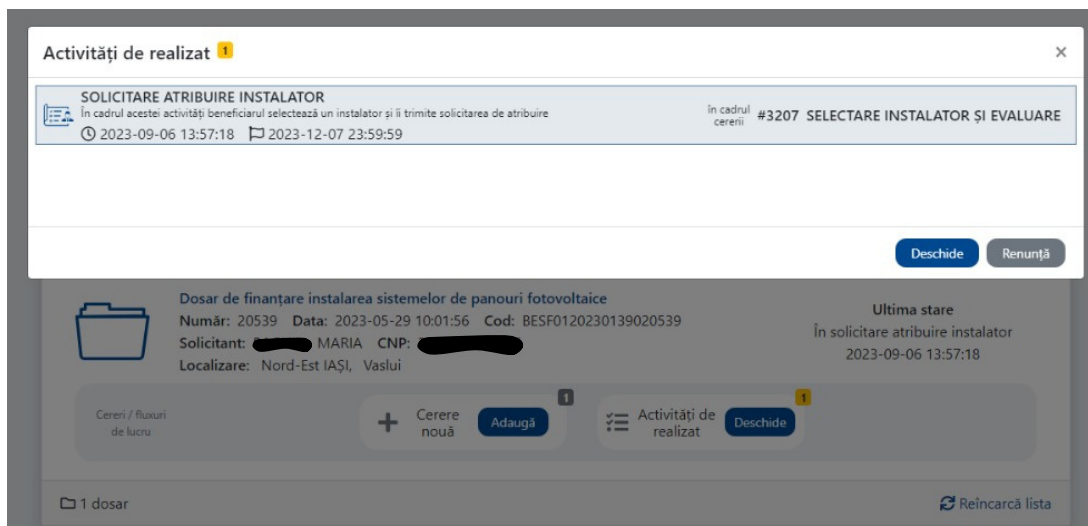 Activități de realizat 1
×
SOLICITARE ATRIBUIRE INSTALATOR
În cadrul acestei activități beneficiarul selectează un instalator și îi trimite solicitarea de atribuire
2023-09-06 13:57:18 2023-12-07 23:59:59
în cadrul
cererii
#3207 SELECTARE INSTALATOR ȘI EVALUARE
Deschide Renunță
Dosar de finanțare instalarea sistemelor de panouri fotovoltaice
Număr: 20539 Data: 2023-05-29 10:01:56 Cod: BESF0120230139020539
Solicitant: MARIA CNP:
Localizare: Nord-Est IAȘI, Vaslui
Ultima stare
În solicitare atribuire instalator
2023-09-06 13:57:18
Cereri / fluxuri
de lucru
Cerere
nouă
Adaugă
1
Activități de
realizat
Deschide
1
1 dosar
Reîncarcă lista